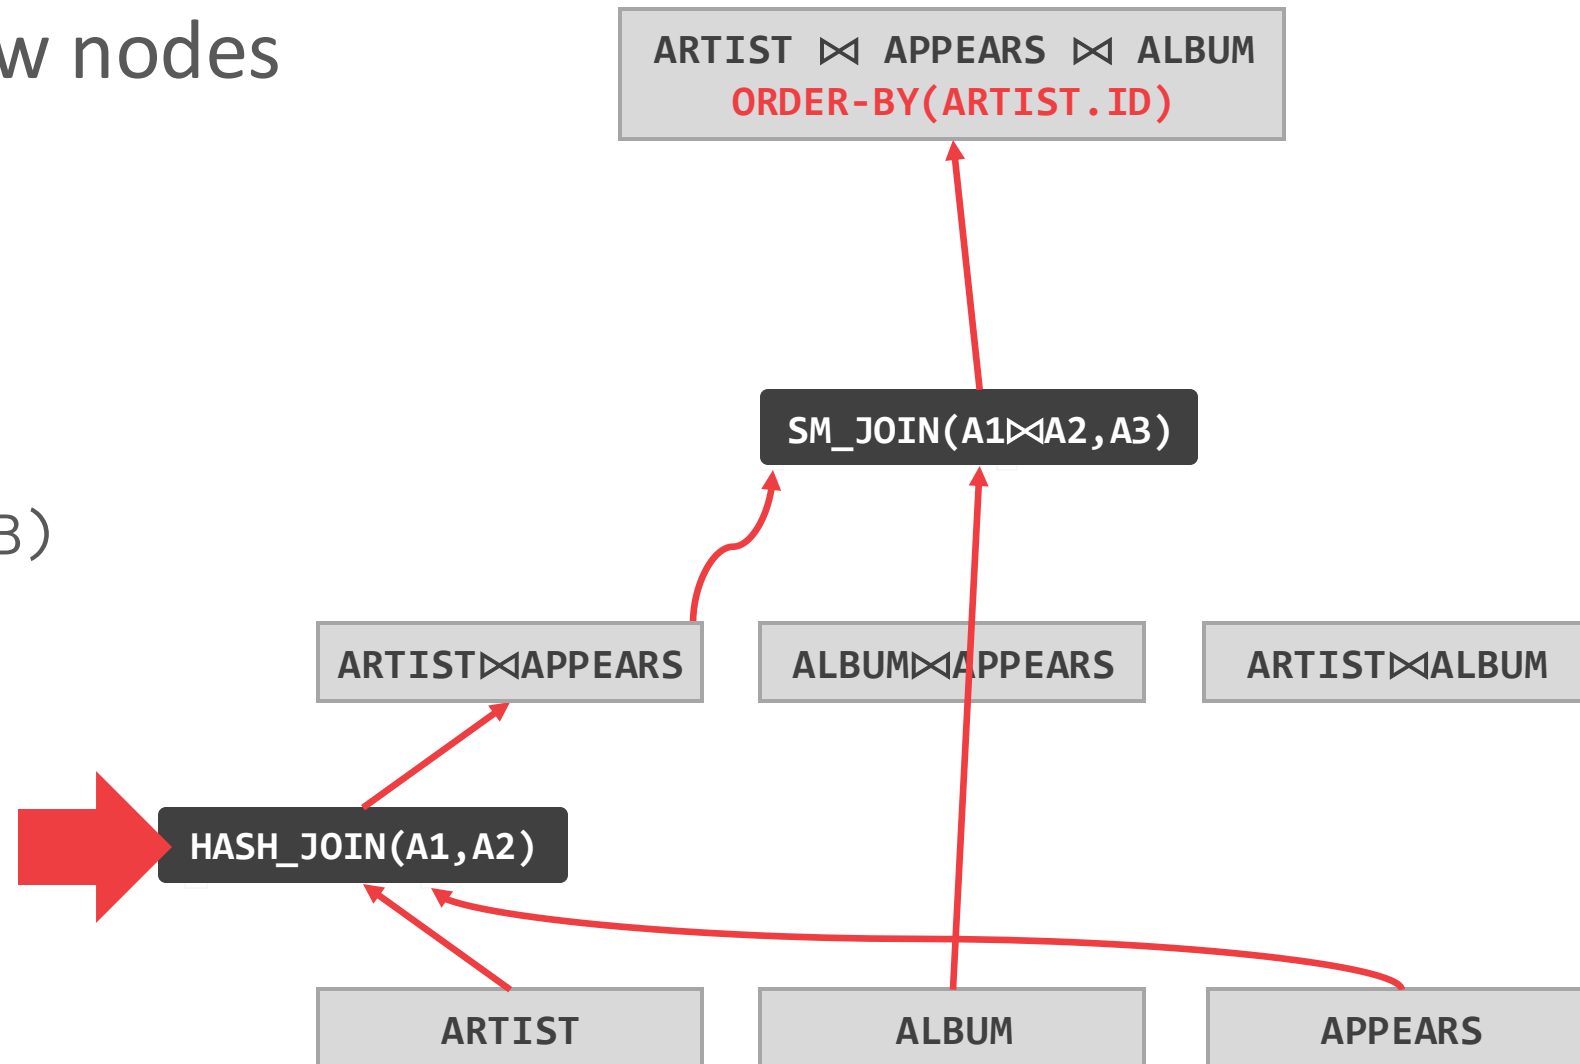 w nodes
ARTIST ⋈ APPEARS ⋈ ALBUM
ORDER-BY(ARTIST.ID)
SM_JOIN(A1⋈A2,A3)
B)
ARTIST⋈APPEARS
ALBUM⋈APPEARS
ARTIST⋈ALBUM
HASH_JOIN(A1,A2)
ARTIST
ALBUM
APPEARS